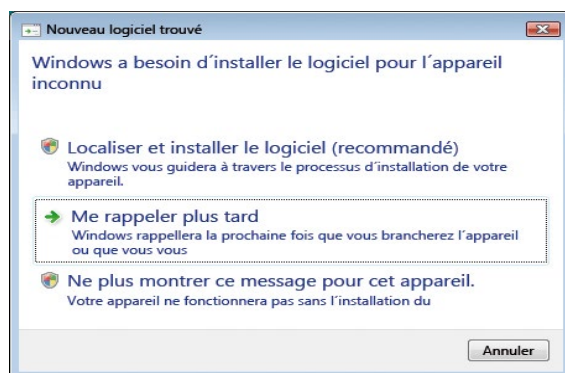 Nouveau logiciel trouvé
Windows a besoin d´installer le logiciel pour l´appareil
inconnu
Localiser et installer le logiciel (recommandé)
Windows vous guidera à travers le processus d´installation de votre
appareil.
Me rappeler plus tard
Windows rappellera la prochaine fois que vous brancherez l´appareil
ou que vous vous
Ne plus montrer ce message pour cet appareil.
Votre appareil ne fonctionnera pas sans l´installation du
Annuler